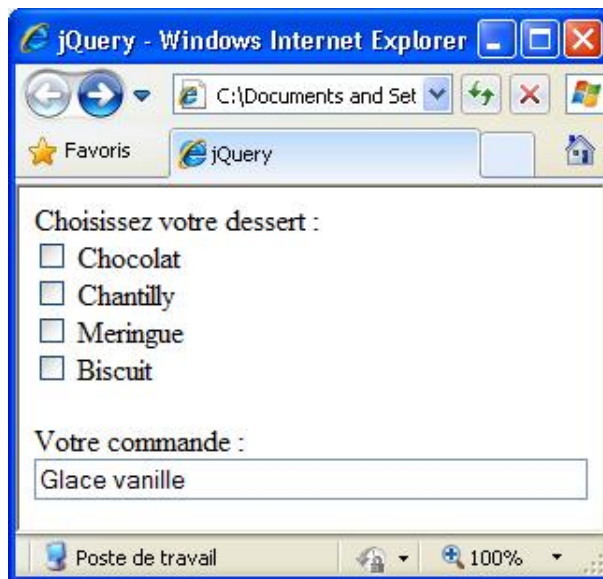 jQuery - Windows Internet Explorer
C:\Documents and Set
Favoris
jQuery
Choisissez votre dessert :
Chocolat
Chantilly
Meringue
Biscuit
Votre commande :
Glace vanille
Poste de travail
100%